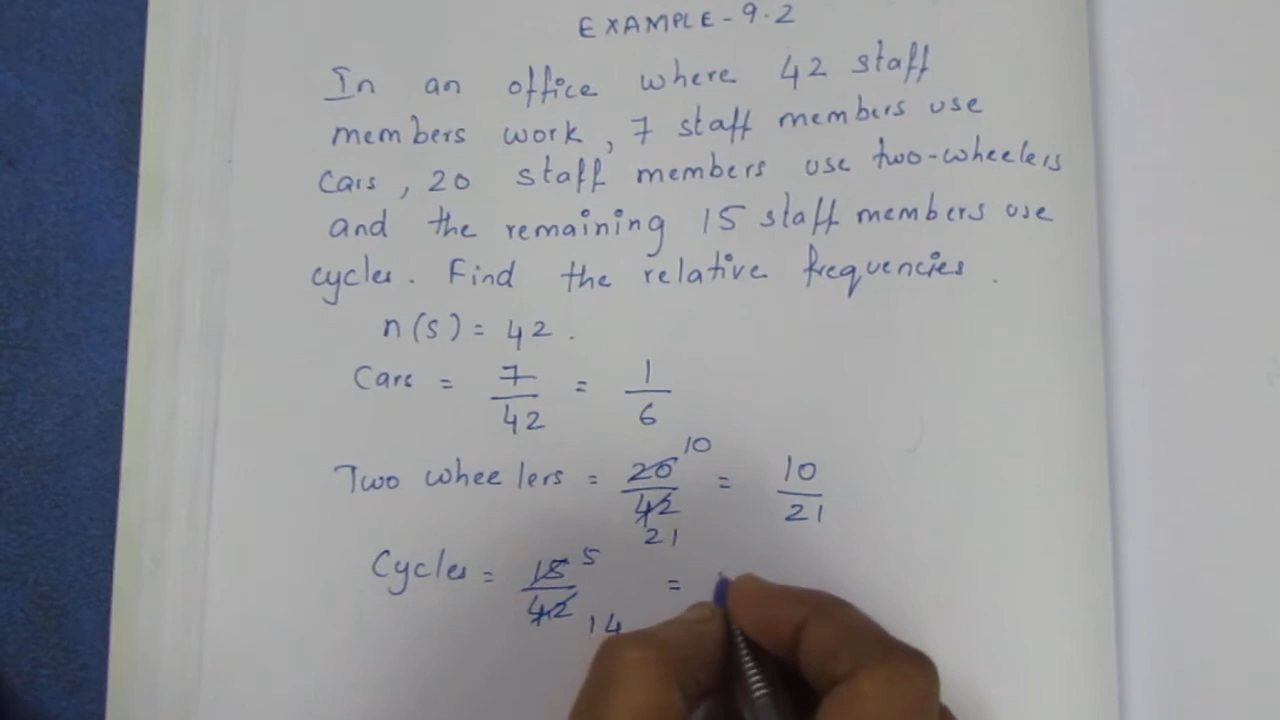 EXAMPLE - 9.2
In an office where 42 staff
members work, 7 staff members use
Cars, 20 staff members use two-wheelers
and the remaining 15 staff members use
cycles. Find the relative frequencies.
n(s) = 42.
Cars = 7/42 = 1/6
Two wheelers = 20/42 10 21 = 10/21
Cycles = 15/42 5 14 =